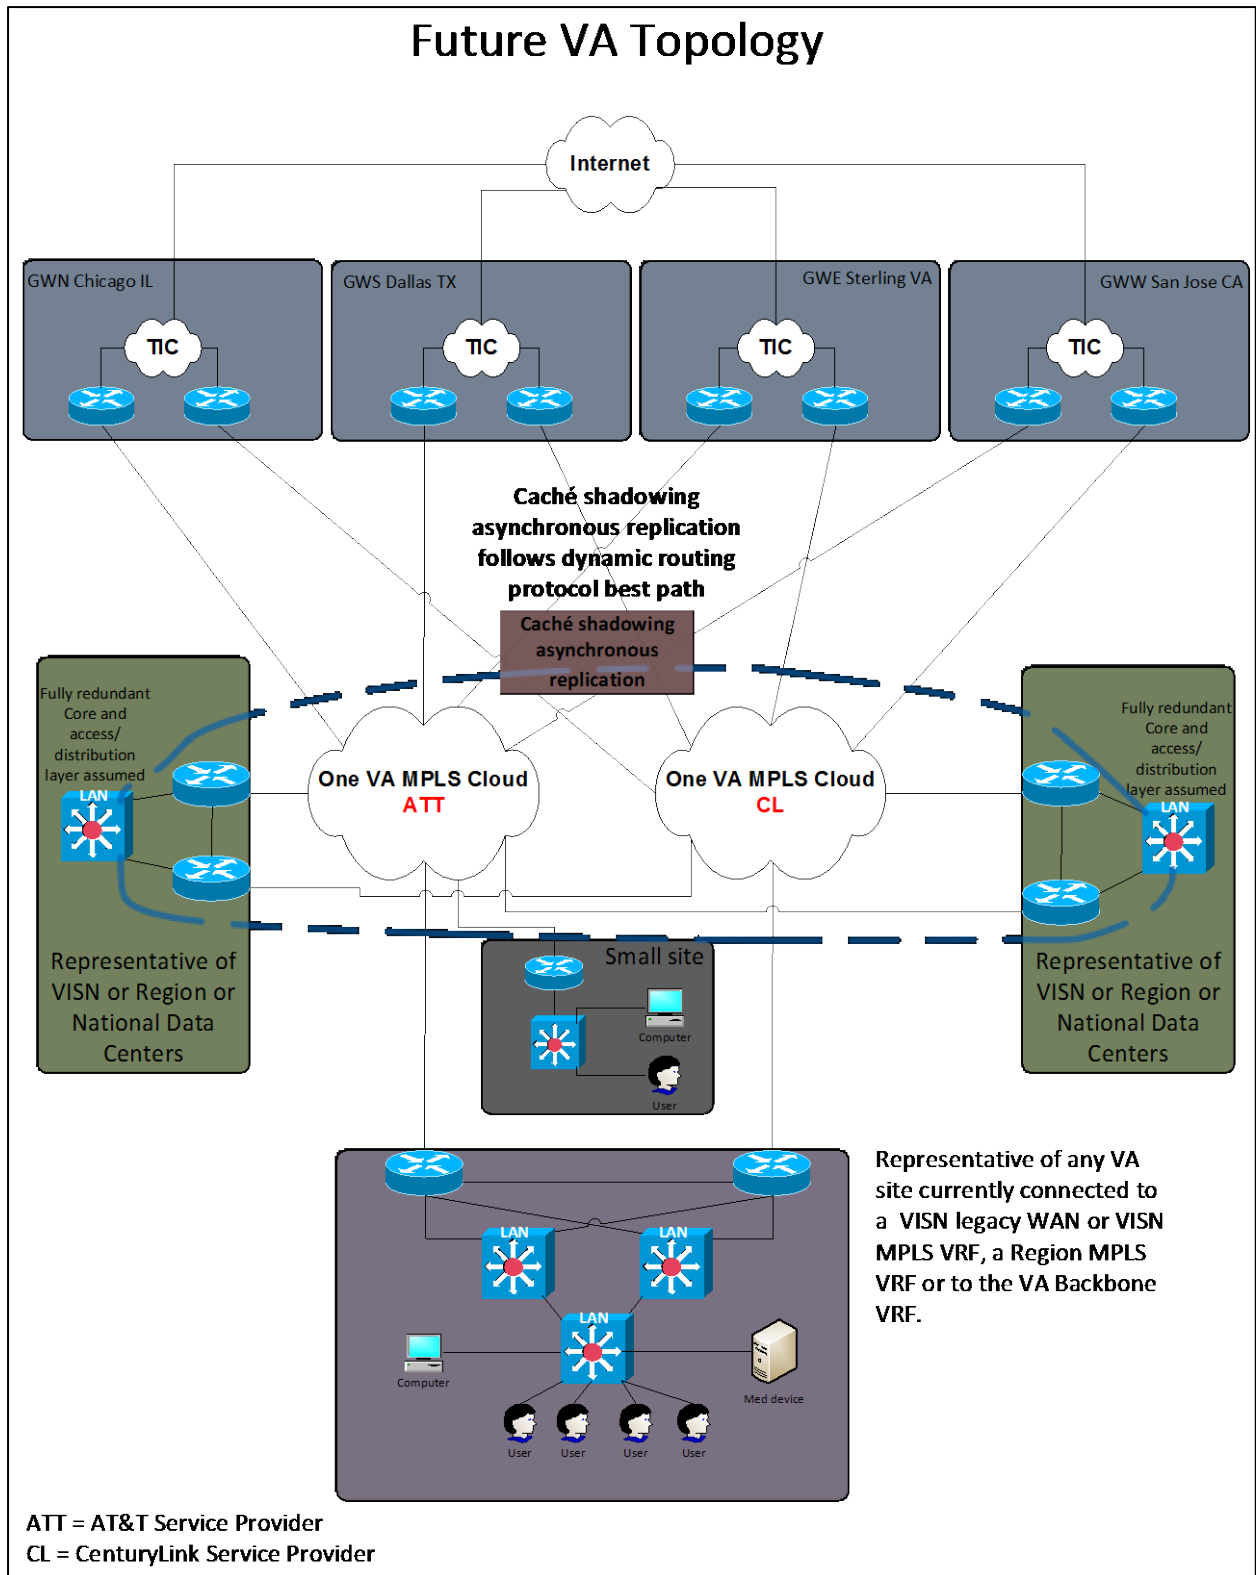 Future VA Topology
Internet
GWN Chicago IL
GWS Dallas TX
GWE Sterling VA
GWW San Jose CA
TIC
TIC
TIC
TIC
Caché shadowing
asynchronous replication
follows dynamic routing
protocol best path
Caché shadowing
asynchronous
replication
Fully redundant
Core and
access/
distribution
layer assumed
LAN
One VA MPLS Cloud
ATT
One VA MPLS Cloud
CL
Fully redundant
Core and
access/
distribution
layer assumed
LAN
Representative of
VISN or Region or
National Data
Centers
Small site
Computer
User
Representative of
VISN or Region or
National Data
Centers
LAN
LAN
LAN
Computer
Med device
User
User
User
User
Representative of any VA
site currently connected to
a  VISN legacy WAN or VISN
MPLS VRF, a Region MPLS
VRF or to the VA Backbone
VRF.
ATT = AT&T Service Provider
CL = CenturyLink Service Provider